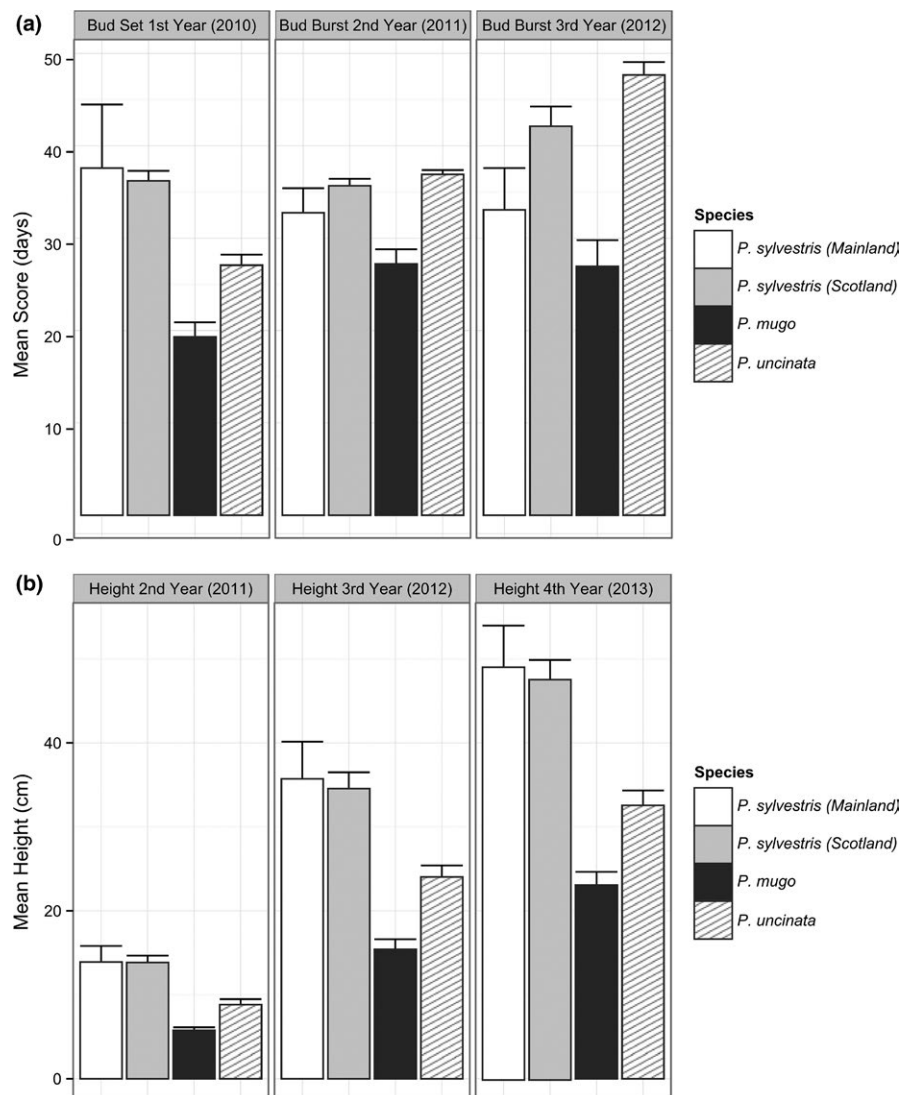 (a)
Bud Set 1st Year (2010) Bud Burst 2nd Year (2011) Bud Burst 3rd Year (2012)
50
40
30
20
10
0
Mean Score (days)
Species
P. sylvestris (Mainland)
P. sylvestris (Scotland)
P. mugo
P. uncinata
(b)
Height 2nd Year (2011) Height 3rd Year (2012) Height 4th Year (2013)
40
20
0
Mean Height (cm)
Species
P. sylvestris (Mainland)
P. sylvestris (Scotland)
P. mugo
P. uncinata